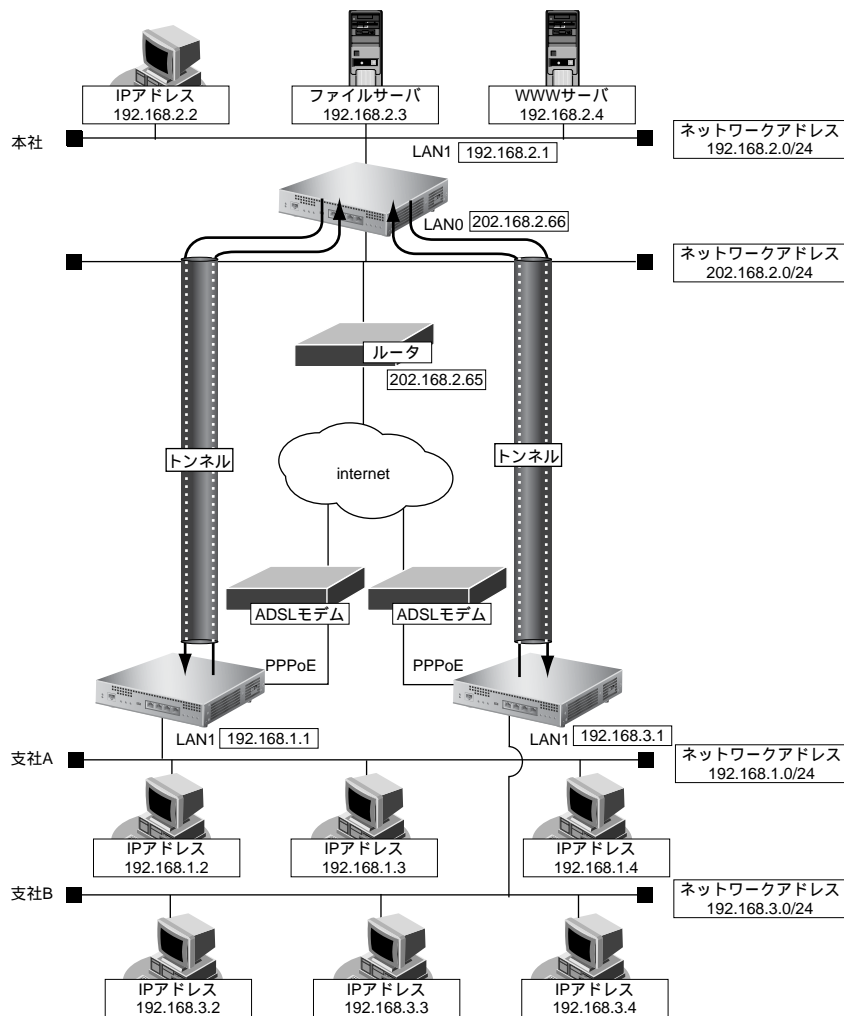 IPアドレス
192.168.2.2
ファイルサーバ
192.168.2.3
WWWサーバ
192.168.2.4
本社
ネットワークアドレス
192.168.2.0/24
LAN1 192.168.2.1
LAN0 202.168.2.66
ネットワークアドレス
202.168.2.0/24
ルータ
202.168.2.65
トンネル
internet
トンネル
ADSLモデム
ADSLモデム
PPPoE
PPPoE
LAN1 192.168.1.1
LAN1 192.168.3.1
支社A
ネットワークアドレス
192.168.1.0/24
IPアドレス
192.168.1.2
IPアドレス
192.168.1.3
IPアドレス
192.168.1.4
支社B
ネットワークアドレス
192.168.3.0/24
IPアドレス
192.168.3.2
IPアドレス
192.168.3.3
IPアドレス
192.168.3.4